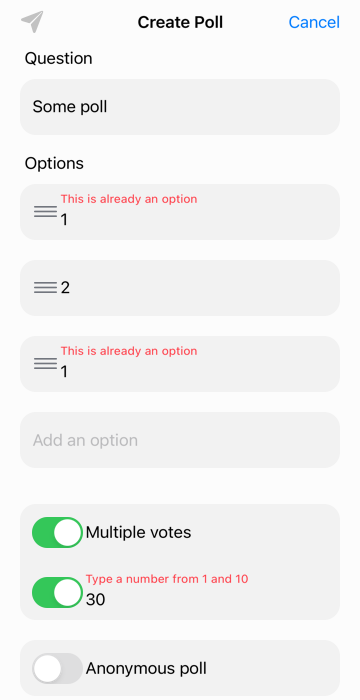 Create Poll
Cancel
Question
Some poll
Options
This is already an option
1
2
This is already an option
1
Add an option
Multiple votes
Type a number from 1 and 10
30
Anonymous poll